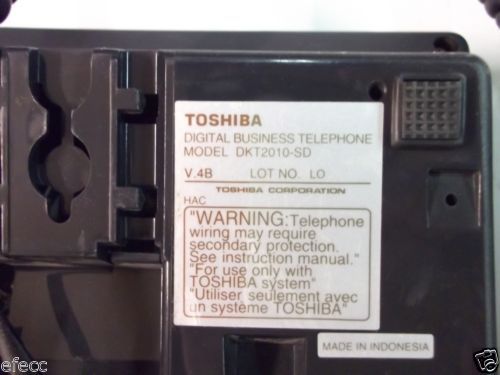 TOSHIBA
DIGITAL BUSINESS TELEPHONE
MODEL DKT2010-SD
V.4B LOT NO. LO
TOSHIBA CORPORATION
HAC
"WARNING:Telephone
wiring may require
secondary protection.
See instruction manual."
"For use only with
TOSHIBA system"
"Utiliser seulement avec
un système TOSHIBA"
MADE IN INDONESIA
efecc